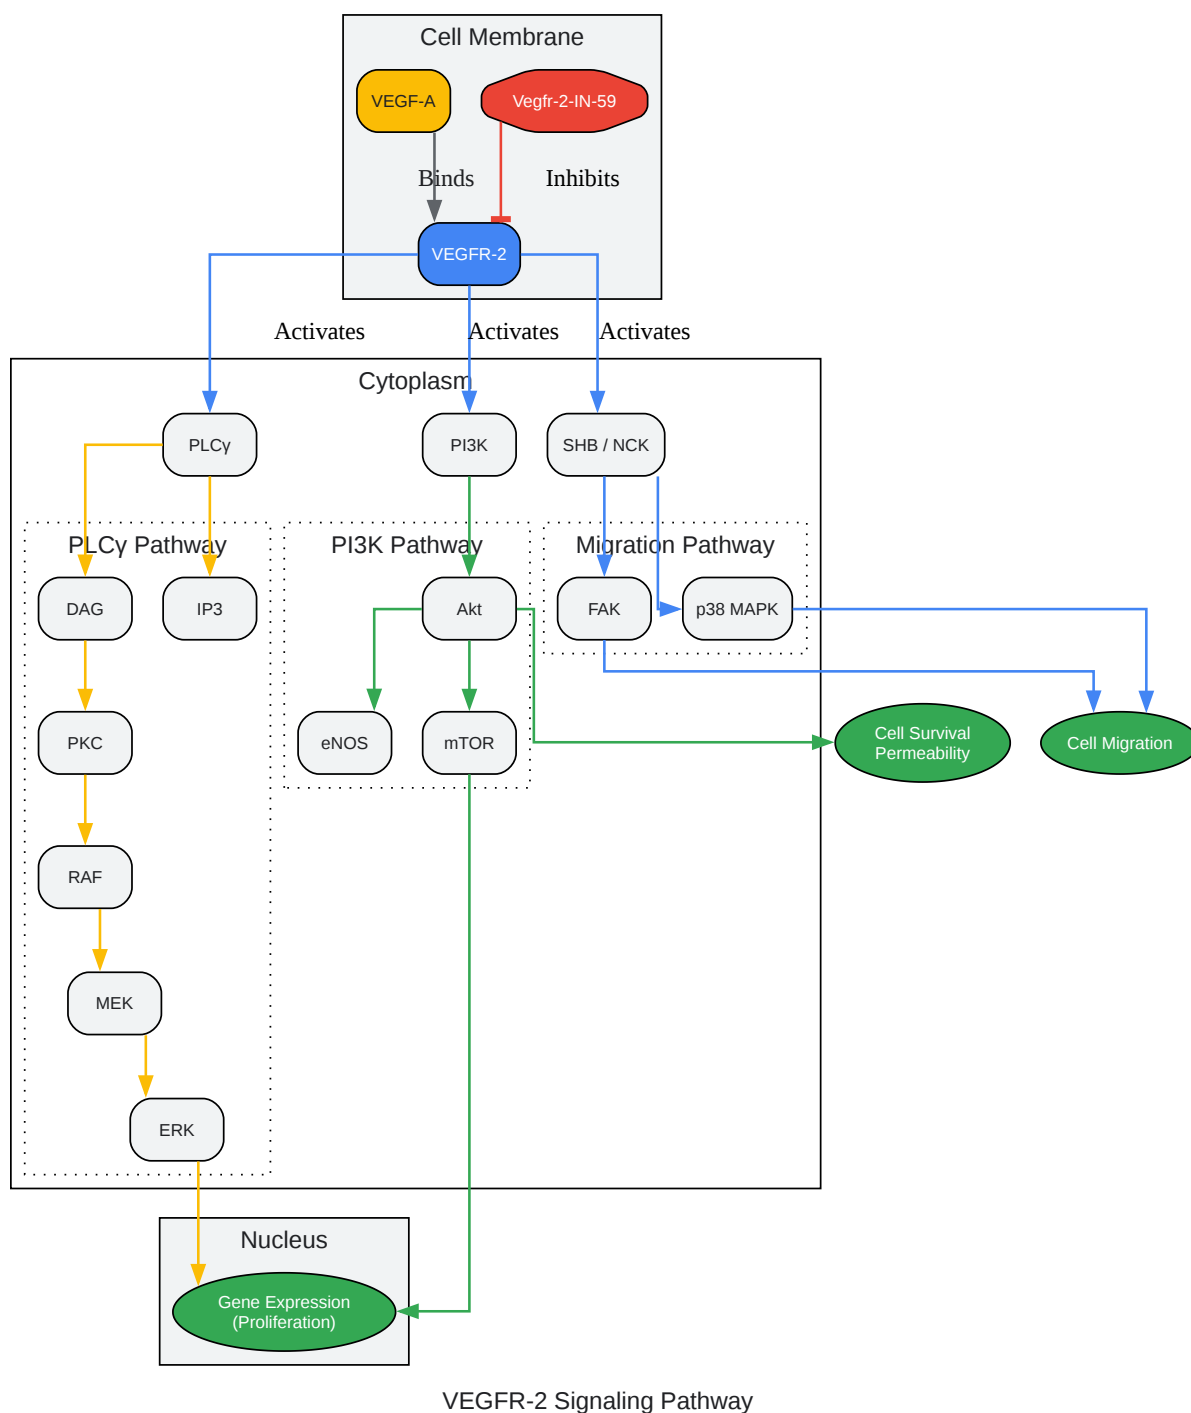 Cell Membrane
VEGF-A
Vegfr-2-IN-59
Binds
Inhibits
VEGFR-2
Activates
Activates
Activates
Cytoplasm
PLCγ
PI3K
SHB / NCK
PLCγ Pathway
PI3K Pathway
Migration Pathway
DAG
IP3
Akt
FAK
p38 MAPK
PKC
eNOS
mTOR
Cell Survival
Permeability
Cell Migration
RAF
MEK
ERK
Nucleus
Gene Expression
(Proliferation)
VEGFR-2 Signaling Pathway